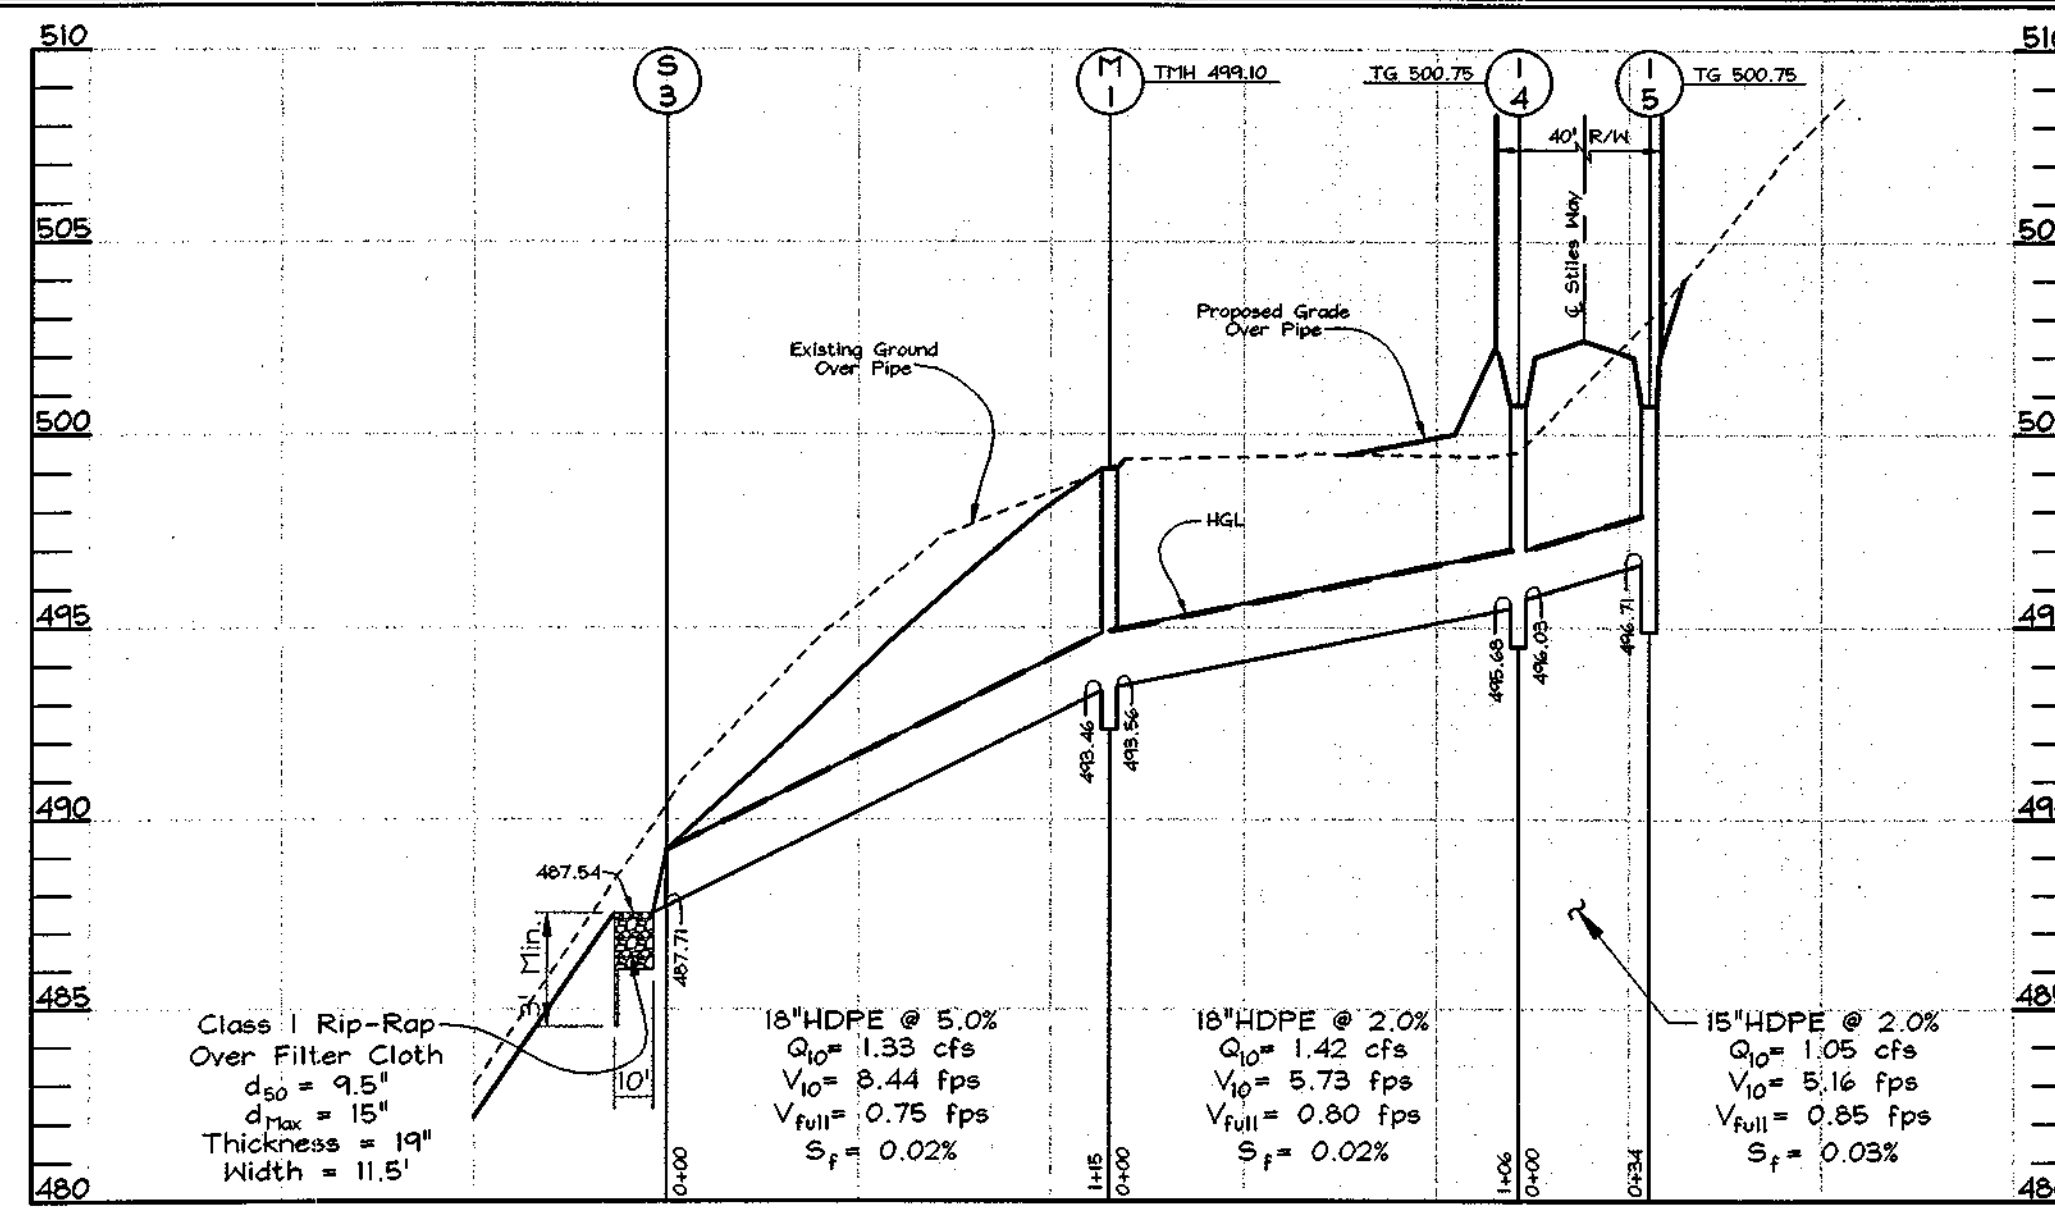 510
S
3
M
1
TMH 499.10
TG 500.75
I
4
I
5
TG 500.75
40' R/W
℄ Stiles Way
505
Proposed Grade
Over Pipe
Existing Ground
Over Pipe
500
HGL
495
493.46
493.56
495.68
496.03
496.71
490
487.54
487.71
3' Min.
485
10'
Class I Rip-Rap
Over Filter Cloth
d50 = 9.5"
dMax = 15"
Thickness = 19"
Width = 11.5'
18"HDPE @ 5.0%
Q10= 1.33 cfs
V10= 8.44 fps
Vfull= 0.75 fps
Sf= 0.02%
18"HDPE @ 2.0%
Q10= 1.42 cfs
V10= 5.73 fps
Vfull= 0.80 fps
Sf= 0.02%
15"HDPE @ 2.0%
Q10= 1.05 cfs
V10= 5.16 fps
Vfull= 0.85 fps
Sf= 0.03%
480
0+00
1+15
0+00
1+06
0+00
0+34